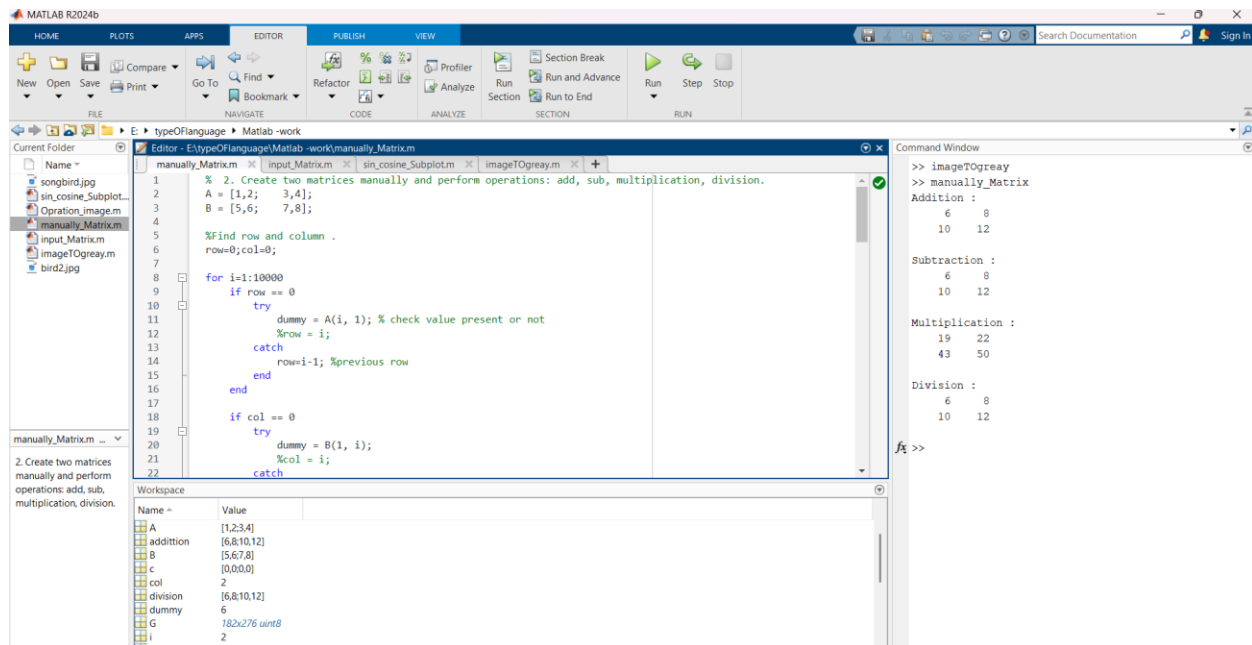 MATLAB R2024b
HOME PLOTS APPS EDITOR PUBLISH VIEW
Search Documentation
Sign In
New Open Save
Compare
Print
Go To
Find
Bookmark
Refactor
Profiler
Analyze
Run Section
Section Break
Run and Advance
Run to End
Run Step Stop
FILE NAVIGATE CODE ANALYZE SECTION RUN
E: ▸ typeOFlanguage ▸ Matlab -work
Current Folder
Name
songbird.jpg
sin_cosine_Subplot...
Opration_image.m
manually_Matrix.m
input_Matrix.m
imageTOgreay.m
bird2.jpg
manually_Matrix.m ...
2. Create two matrices
manually and perform
operations: add, sub,
multiplication, division.
Editor - E:\typeOFlanguage\Matlab -work\manually_Matrix.m
manually_Matrix.m input_Matrix.m sin_cosine_Subplot.m imageTOgreay.m +
1 % 2. Create two matrices manually and perform operations: add, sub, multiplication, division.
2 A = [1,2; 3,4];
3 B = [5,6; 7,8];
4
5 %Find row and column .
6 row=0;col=0;
7
8 for i=1:10000
9 if row == 0
10 try
11 dummy = A(i, 1); % check value present or not
12 %row = i;
13 catch
14 row=i-1; %previous row
15 end
16 end
17
18 if col == 0
19 try
20 dummy = B(1, i);
21 %col = i;
22 catch
Workspace
Name Value
A [1,2;3,4]
addittion [6,8;10,12]
B [5,6;7,8]
c [0,0;0,0]
col 2
division [6,8;10,12]
dummy 6
G 182x276 uint8
i 2
Command Window
>> imageTOgreay
>> manually_Matrix
Addition :
6 8
10 12
Subtraction :
6 8
10 12
Multiplication :
19 22
43 50
Division :
6 8
10 12
fx >>